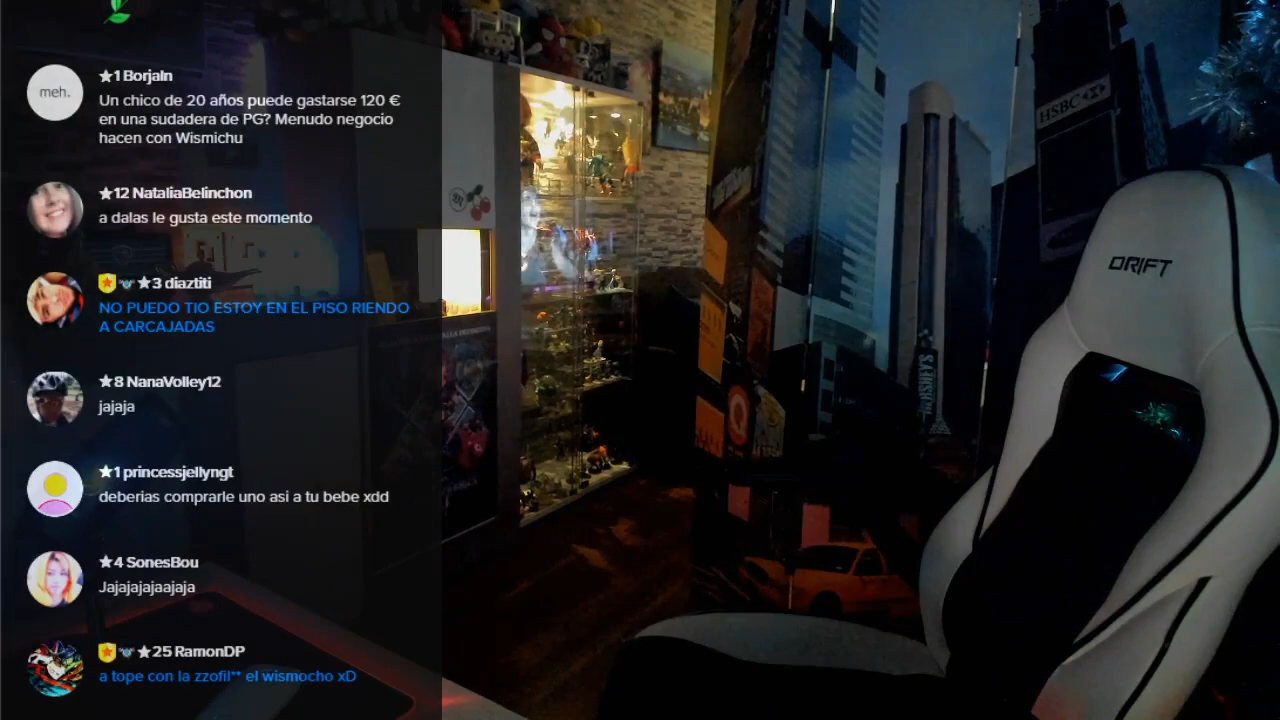 meh.
★1 Borjaln
Un chico de 20 años puede gastarse 120 €
en una sudadera de PG? Menudo negocio
hacen con Wismichu
★12 NataliaBelinchon
a dalas le gusta este momento
★3 diaztiti
NO PUEDO TIO ESTOY EN EL PISO RIENDO
A CARCAJADAS
★8 NanaVolley12
jajaja
★1 princessjellyngt
deberias comprarle uno asi a tu bebe xdd
★4 SonesBou
Jajajajajaajaja
★25 RamonDP
a tope con la zzofil** el wismocho xD
HSBC
DRIFT
HERSHEY'S